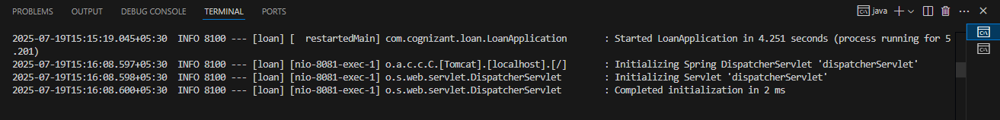 PROBLEMS OUTPUT DEBUG CONSOLE TERMINAL PORTS java
2025-07-19T15:15:19.045+05:30  INFO 8100 --- [loan] [  restartedMain] com.cognizant.loan.LoanApplication       : Started LoanApplication in 4.251 seconds (process running for 5
.201)
2025-07-19T15:16:08.597+05:30  INFO 8100 --- [loan] [nio-8081-exec-1] o.a.c.c.C.[Tomcat].[localhost].[/]       : Initializing Spring DispatcherServlet 'dispatcherServlet'
2025-07-19T15:16:08.598+05:30  INFO 8100 --- [loan] [nio-8081-exec-1] o.s.web.servlet.DispatcherServlet        : Initializing Servlet 'dispatcherServlet'
2025-07-19T15:16:08.600+05:30  INFO 8100 --- [loan] [nio-8081-exec-1] o.s.web.servlet.DispatcherServlet        : Completed initialization in 2 ms